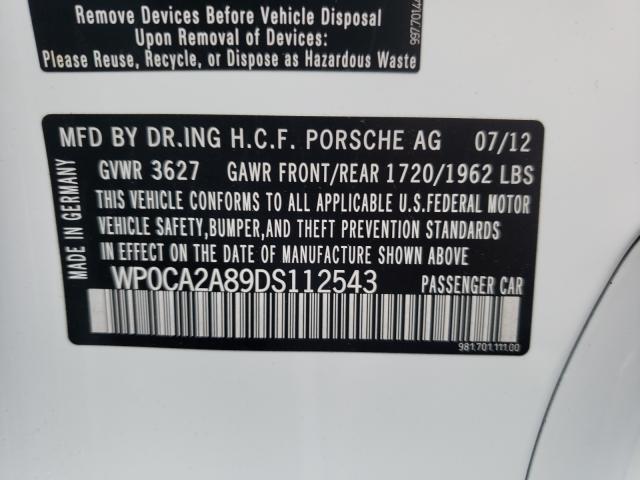 Remove Devices Before Vehicle Disposal
Upon Removal of Devices:
Please Reuse, Recycle, or Dispose as Hazardous Waste
997.701.44
MADE IN GERMANY
MFD BY DR.ING H.C.F. PORSCHE AG 07/12
GVWR 3627 GAWR FRONT/REAR 1720/1962 LBS
THIS VEHICLE CONFORMS TO ALL APPLICABLE U.S.FEDERAL MOTOR
VEHICLE SAFETY,BUMPER,AND THEFT PREVENTION STANDARDS
IN EFFECT ON THE DATE OF MANUFACTURE SHOWN ABOVE
WP0CA2A89DS112543 PASSENGER CAR
981.701.111.00